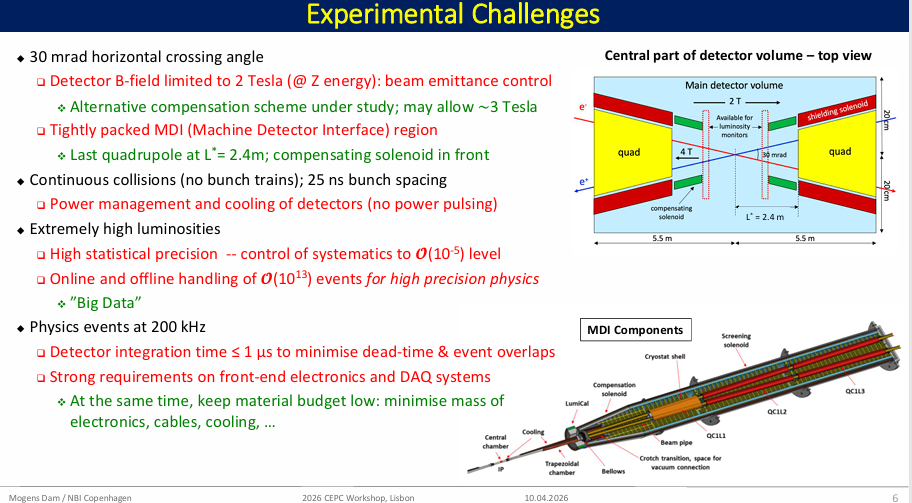 Experimental Challenges
◆ 30 mrad horizontal crossing angle
❑ Detector B-field limited to 2 Tesla (@ Z energy): beam emittance control
❖ Alternative compensation scheme under study; may allow ~3 Tesla
❑ Tightly packed MDI (Machine Detector Interface) region
❖ Last quadrupole at L*= 2.4m; compensating solenoid in front
◆ Continuous collisions (no bunch trains); 25 ns bunch spacing
❑ Power management and cooling of detectors (no power pulsing)
◆ Extremely high luminosities
❑ High statistical precision -- control of systematics to 𝓞(10⁻⁵) level
❑ Online and offline handling of 𝓞(10¹³) events for high precision physics
❖ ”Big Data”
◆ Physics events at 200 kHz
❑ Detector integration time ≤ 1 µs to minimise dead-time & event overlaps
❑ Strong requirements on front-end electronics and DAQ systems
❖ At the same time, keep material budget low: minimise mass of
electronics, cables, cooling, …
Central part of detector volume – top view
Main detector volume
2 T
Available for
luminosity
monitors
shielding solenoid
20 cm
e⁻
quad
4 T
30 mrad
quad
e⁺
compensating
solenoid
L* = 2.4 m
20 cm
5.5 m
5.5 m
MDI Components
Screening
solenoid
Cryostat shell
Compensation
solenoid
LumiCal
QC1L3
QC1L2
QC1L1
Central
chamber
Cooling
Beam pipe
IP
Trapezoidal
chamber
Bellows
Crotch transition, space for
vacuum connection
Mogens Dam / NBI Copenhagen
2026 CEPC Workshop, Lisbon
10.04.2026
6